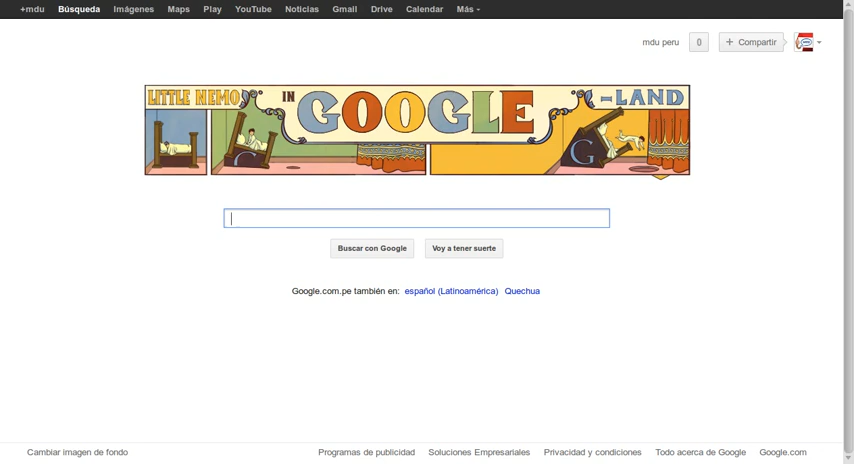 +mdu Búsqueda Imágenes Maps Play YouTube Noticias Gmail Drive Calendar Más
mdu peru 0 + Compartir
LITTLE NEMO IN GOOGLE -LAND
G G
Buscar con Google Voy a tener suerte
Google.com.pe también en: español (Latinoamérica) Quechua
Cambiar imagen de fondo Programas de publicidad Soluciones Empresariales Privacidad y condiciones Todo acerca de Google Google.com